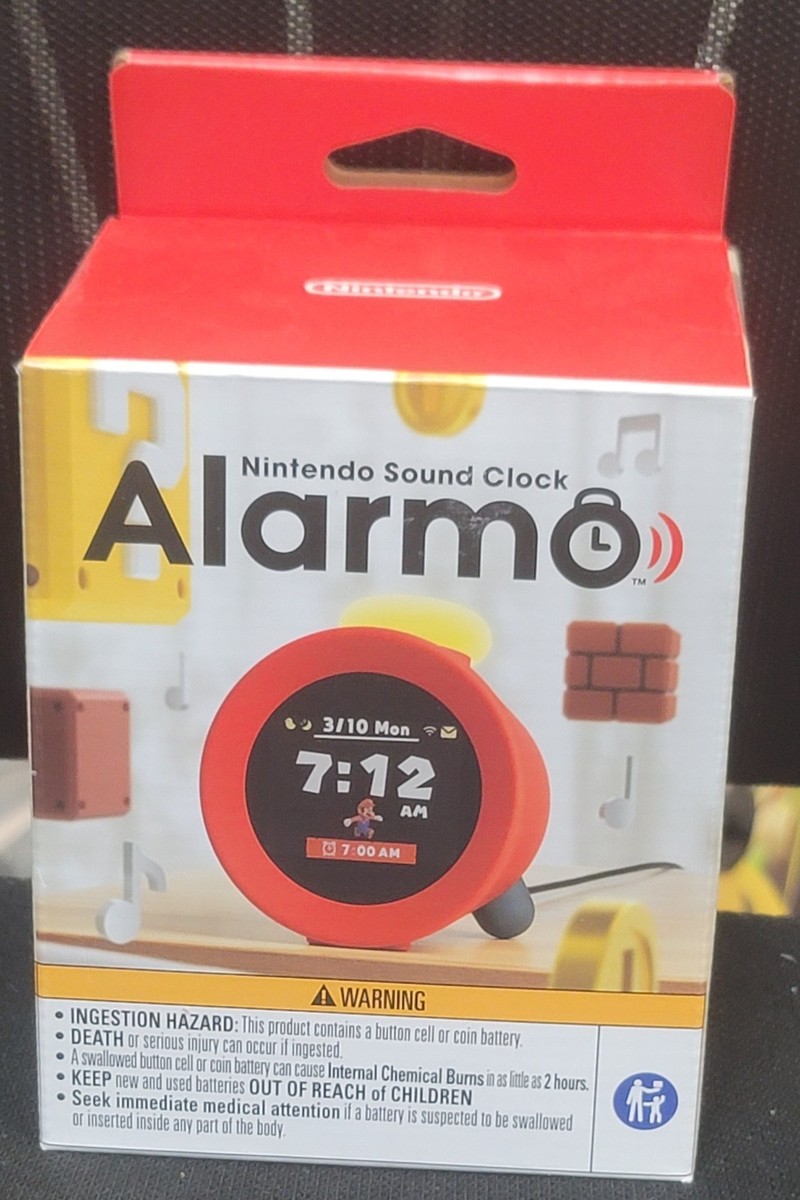 Nintendo
Nintendo Sound Clock
Alarmo
TM
3/10 Mon
7:12
AM
7:00 AM
⚠ WARNING
• INGESTION HAZARD: This product contains a button cell or coin battery.
• DEATH or serious injury can occur if ingested.
• A swallowed button cell or coin battery can cause Internal Chemical Burns in as little as 2 hours.
• KEEP new and used batteries OUT OF REACH of CHILDREN
• Seek immediate medical attention if a battery is suspected to be swallowed
or inserted inside any part of the body.